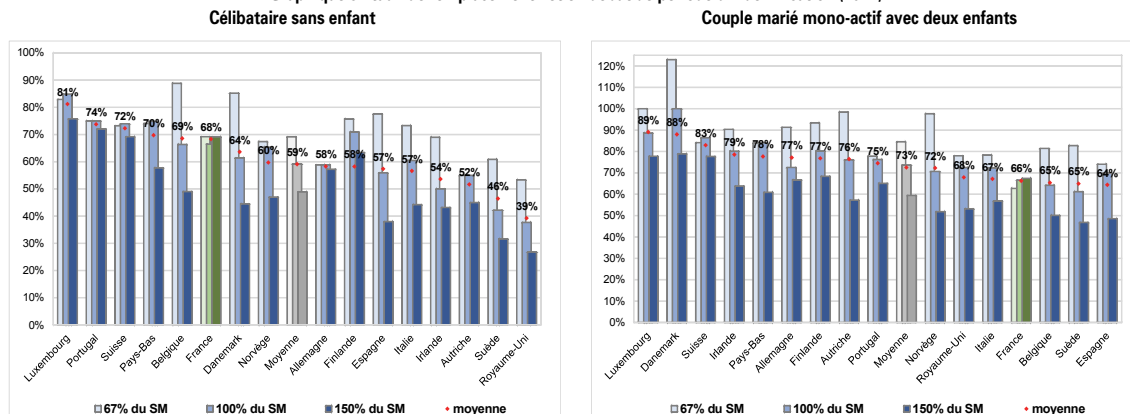 Célibataire sans enfant
100%
90%
80%
70%
60%
50%
40%
30%
20%
10%
0%
81%
74%
72%
70%
69%
68%
64%
60%
59%
58%
58%
57%
57%
54%
52%
46%
39%
Luxembourg
Portugal
Suisse
Pays-Bas
Belgique
France
Danemark
Norvège
Moyenne
Allemagne
Finlande
Espagne
Italie
Irlande
Autriche
Suède
Royaume-Uni
67% du SM 100% du SM 150% du SM moyenne
Couple marié mono-actif avec deux enfants
120%
110%
100%
90%
80%
70%
60%
50%
40%
30%
20%
10%
0%
89%
88%
83%
79%
78%
77%
77%
76%
75%
73%
72%
68%
67%
66%
65%
65%
64%
Luxembourg
Danemark
Suisse
Irlande
Pays-Bas
Allemagne
Finlande
Autriche
Portugal
Moyenne
Norvège
Royaume-Uni
Italie
France
Belgique
Suède
Espagne
67% du SM 100% du SM 150% du SM moyenne